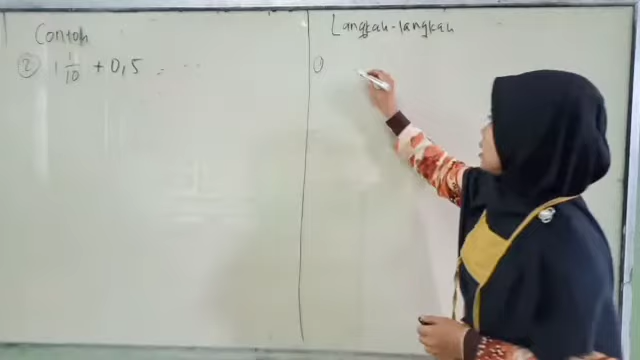 Contoh
② 1 1/10 + 0,5 = ...
Langkah-langkah
①